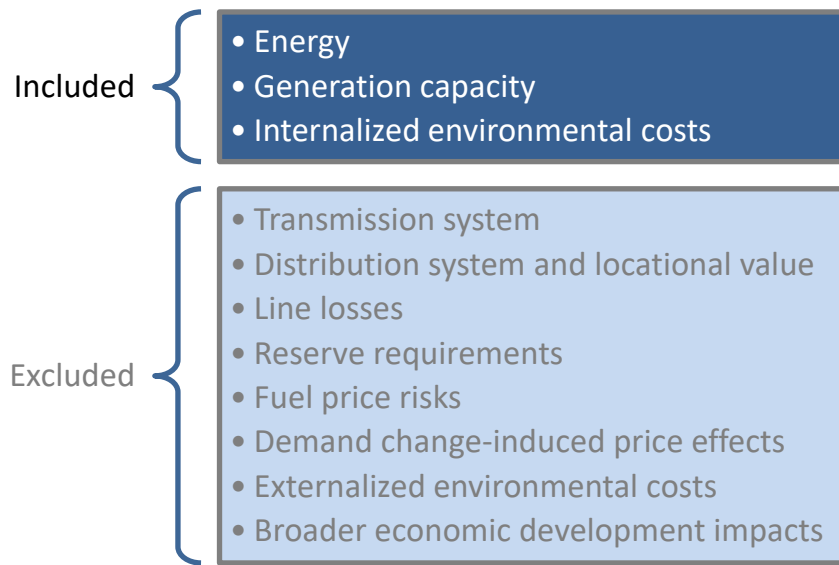 Included
• Energy
• Generation capacity
• Internalized environmental costs
Excluded
• Transmission system
• Distribution system and locational value
• Line losses
• Reserve requirements
• Fuel price risks
• Demand change-induced price effects
• Externalized environmental costs
• Broader economic development impacts